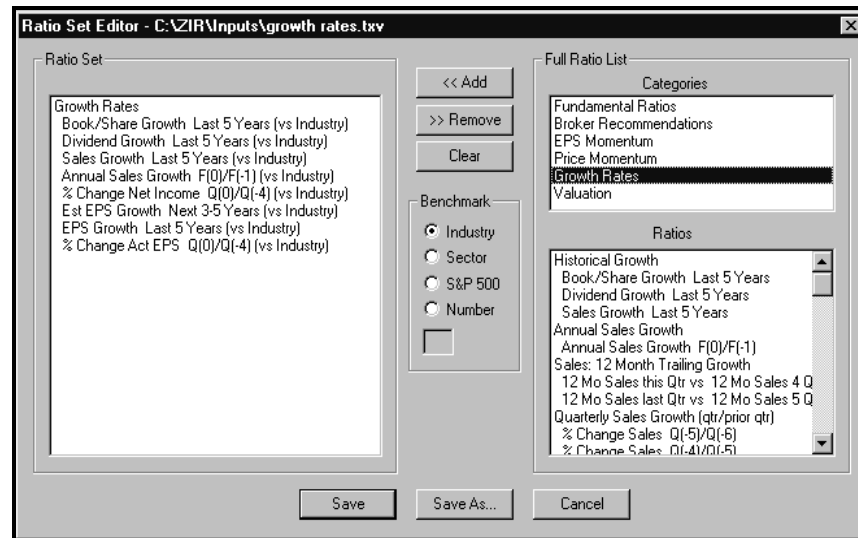 Ratio Set Editor - C:\ZIR\Inputs\growth rates.txv
Ratio Set
Growth Rates
Book/Share Growth Last 5 Years (vs Industry)
Dividend Growth Last 5 Years (vs Industry)
Sales Growth Last 5 Years (vs Industry)
Annual Sales Growth F(0)/F(-1) (vs Industry)
% Change Net Income Q(0)/Q(-4) (vs Industry)
Est EPS Growth Next 3-5 Years (vs Industry)
EPS Growth Last 5 Years (vs Industry)
% Change Act EPS Q(0)/Q(-4) (vs Industry)
<< Add
>> Remove
Clear
Benchmark
Industry
Sector
S&P 500
Number
Full Ratio List
Categories
Fundamental Ratios
Broker Recommendations
EPS Momentum
Price Momentum
Growth Rates
Valuation
Ratios
Historical Growth
Book/Share Growth Last 5 Years
Dividend Growth Last 5 Years
Sales Growth Last 5 Years
Annual Sales Growth
Annual Sales Growth F(0)/F(-1)
Sales: 12 Month Trailing Growth
12 Mo Sales this Qtr vs 12 Mo Sales 4 Q
12 Mo Sales last Qtr vs 12 Mo Sales 5 Q
Quarterly Sales Growth (qtr/prior qtr)
% Change Sales Q(-5)/Q(-6)
% Change Sales Q(-4)/Q(-5)
Save
Save As...
Cancel